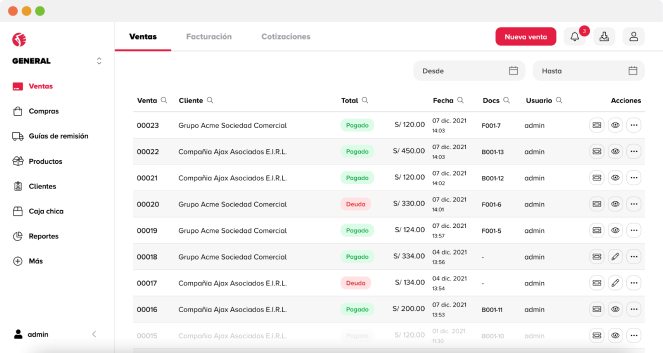 Ventas Facturación Cotizaciones Nueva venta 3
GENERAL
Desde Hasta
Ventas
Compras
Guías de remisión
Productos
Clientes
Caja chica
Reportes
Más
admin
Venta Cliente Total Fecha Docs Usuario Acciones
00023 Grupo Acme Sociedad Comercial Pagado S/ 120.00 07 dic. 2021 14:03 F001-7 admin
00022 Compañia Ajax Asociados E.I.R.L. Pagado S/ 450.00 07 dic. 2021 14:03 B001-13 admin
00021 Compañia Ajax Asociados E.I.R.L. Pagado S/ 120.00 07 dic. 2021 14:02 B001-12 admin
00020 Grupo Acme Sociedad Comercial Deuda S/ 330.00 07 dic. 2021 14:01 F001-6 admin
00019 Grupo Acme Sociedad Comercial Pagado S/ 124.00 07 dic. 2021 13:57 F001-5 admin
00018 Grupo Acme Sociedad Comercial Pagado S/ 334.00 04 dic. 2021 13:56 - admin
00017 Compañia Ajax Asociados E.I.R.L. Deuda S/ 134.00 04 dic. 2021 13:54 - admin
00016 Compañia Ajax Asociados E.I.R.L. Pagado S/ 200.00 07 dic. 2021 13:53 B001-11 admin
00015 Compañia Ajax Asociados E.I.R.L. Pagado S/ 120.00 07 dic. 2021 B001-10 admin